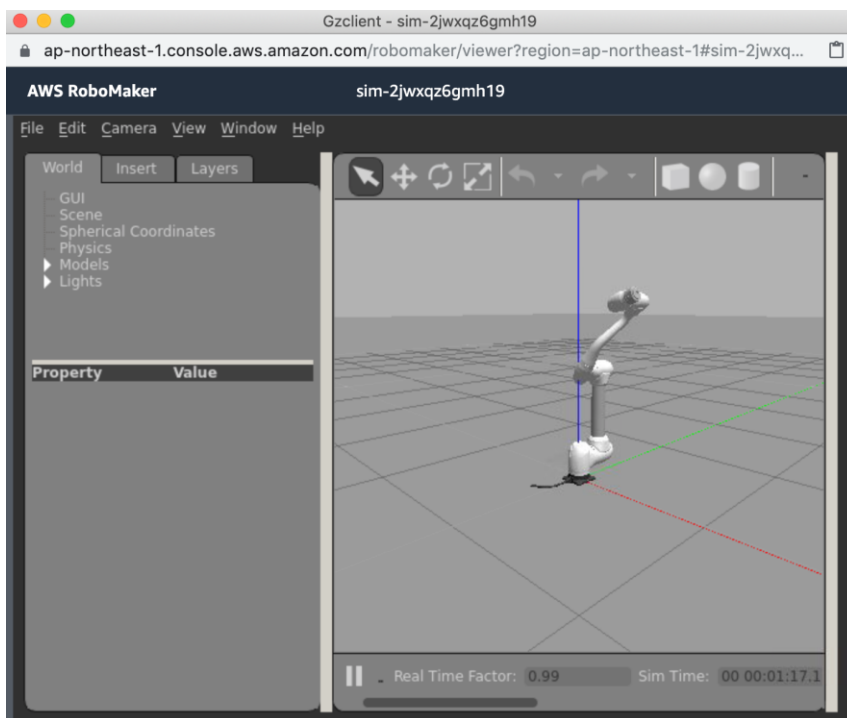 Gzclient - sim-2jwxqz6gmh19
ap-northeast-1.console.aws.amazon.com/robomaker/viewer?region=ap-northeast-1#sim-2jwxq...
AWS RoboMaker sim-2jwxqz6gmh19
File Edit Camera View Window Help
World Insert Layers
GUI
Scene
Spherical Coordinates
Physics
Models
Lights
Property Value
Real Time Factor: 0.99 Sim Time: 00 00:01:17.1